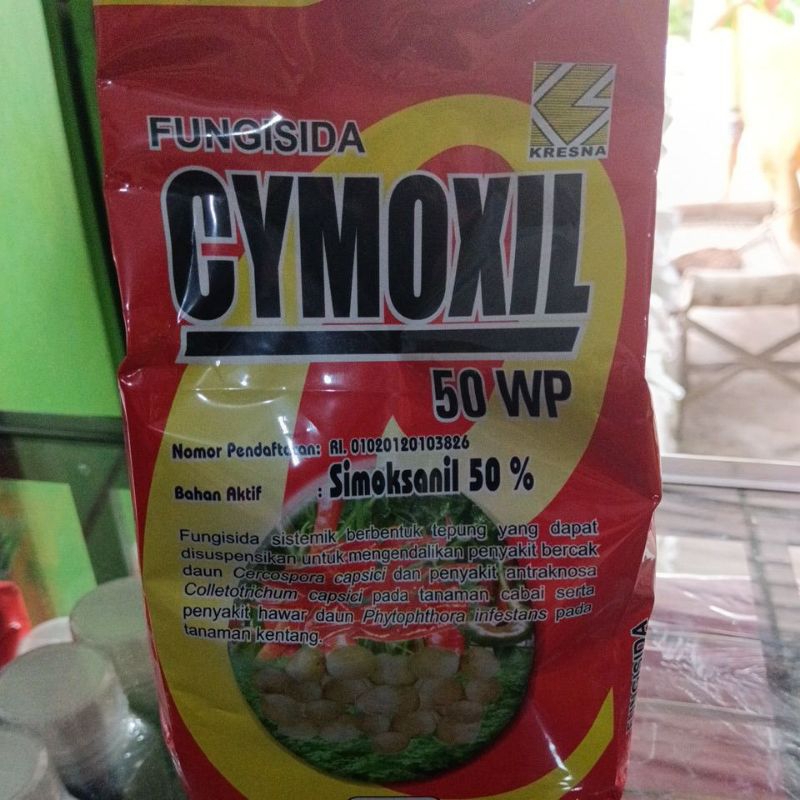 KRESNA
FUNGISIDA
CYMOXIL
50 WP
Nomor Pendaftaran: RI. 01020120103826
Bahan Aktif : Simoksanil 50 %
Fungisida sistemik berbentuk tepung yang dapat
disuspensikan untuk mengendalikan penyakit bercak
daun Cercospora capsici dan penyakit antraknosa
Colletotrichum capsici pada tanaman cabai serta
penyakit hawar daun Phytophthora infestans pada
tanaman kentang.
FUNGISIDA